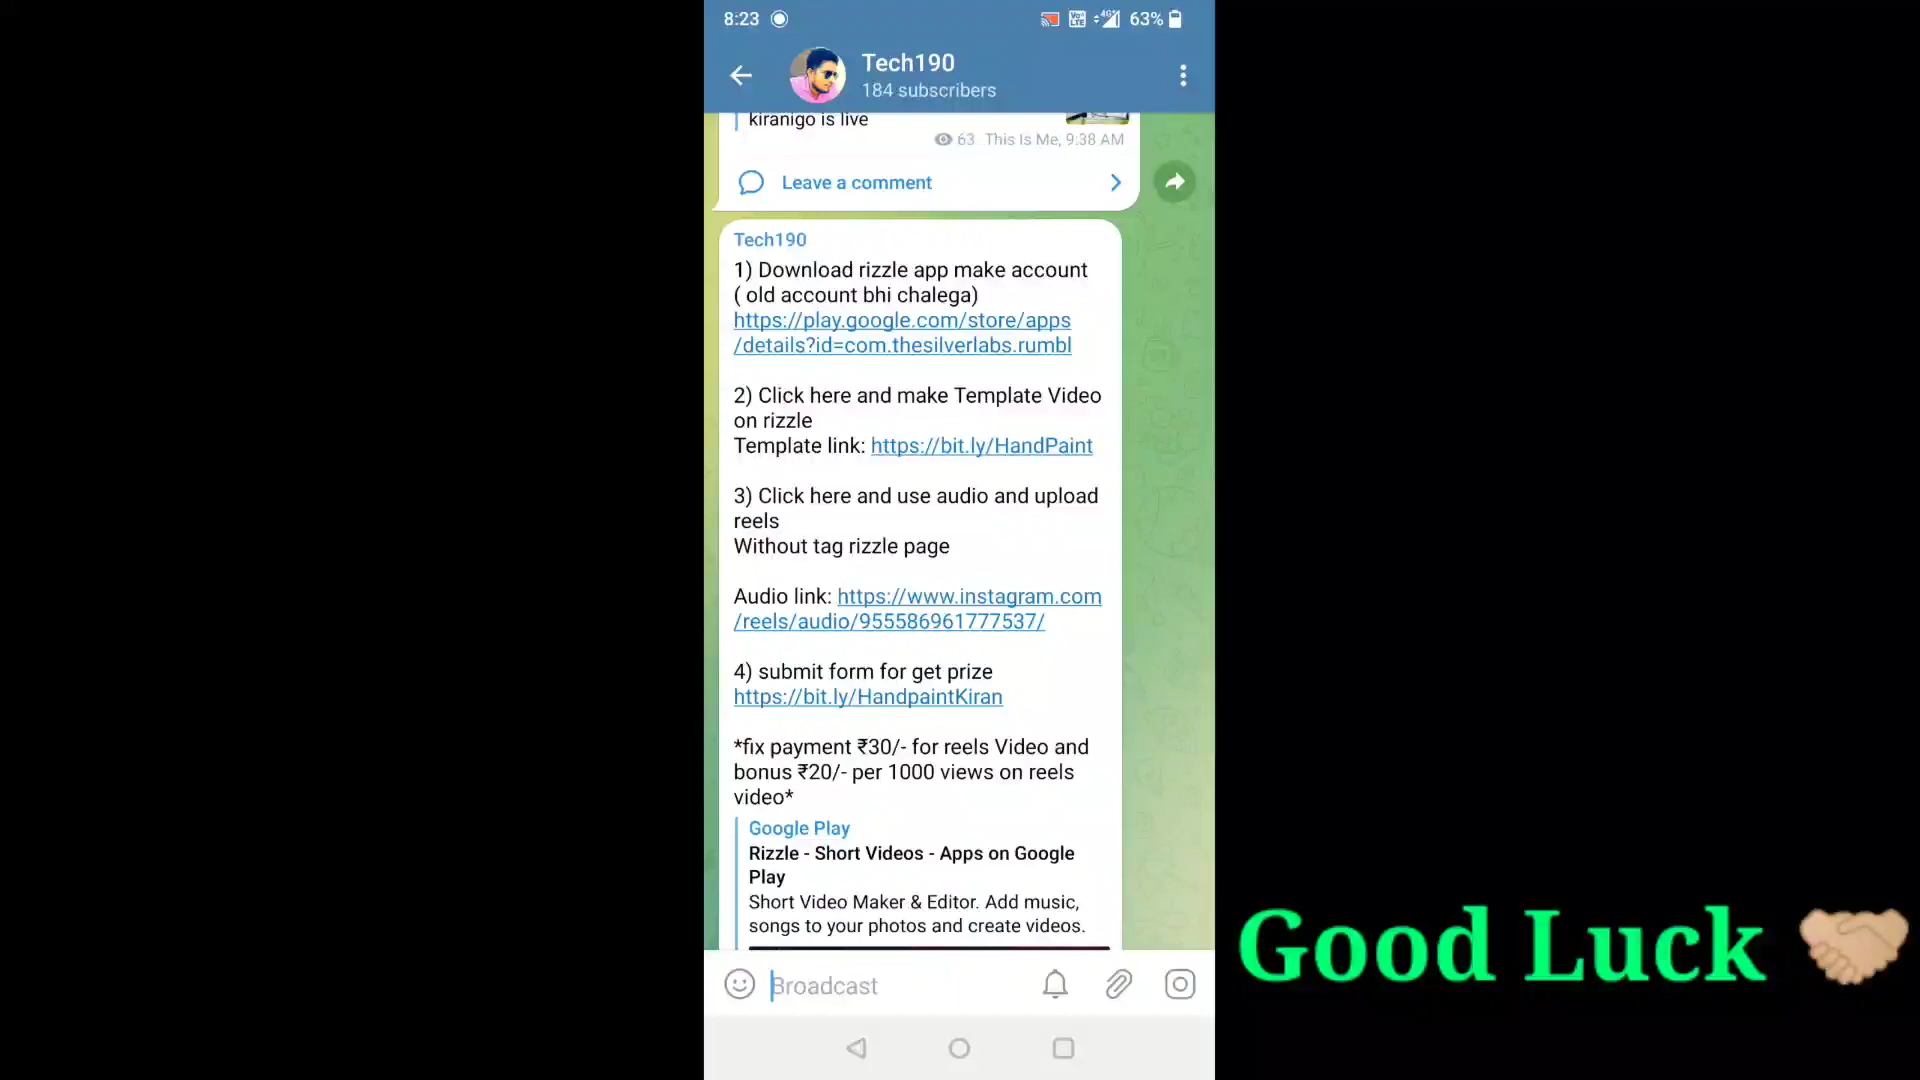 8:23
Vo LTE
4G+
63%
Tech190
184 subscribers
kiranigo is live
63 This Is Me, 9:38 AM
Leave a comment
Tech190
1) Download rizzle app make account
( old account bhi chalega)
https://play.google.com/store/apps
/details?id=com.thesilverlabs.rumbl
2) Click here and make Template Video
on rizzle
Template link: https://bit.ly/HandPaint
3) Click here and use audio and upload
reels
Without tag rizzle page
Audio link: https://www.instagram.com
/reels/audio/955586961777537/
4) submit form for get prize
https://bit.ly/HandpaintKiran
*fix payment ₹30/- for reels Video and
bonus ₹20/- per 1000 views on reels
video*
Google Play
Rizzle - Short Videos - Apps on Google
Play
Short Video Maker & Editor. Add music,
songs to your photos and create videos.
Broadcast
Good Luck